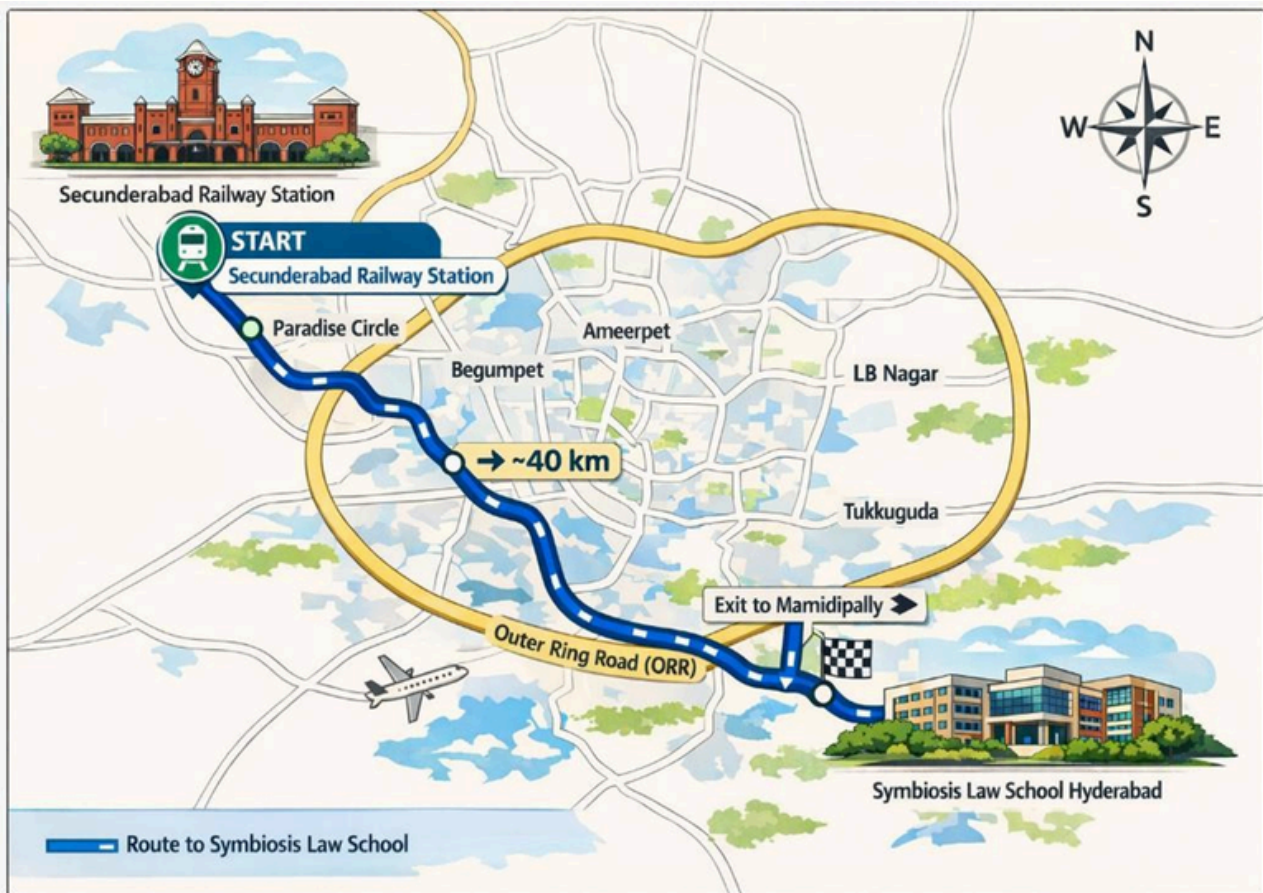 N
W E
S
Secunderabad Railway Station
START
Secunderabad Railway Station
Paradise Circle
Ameerpet
Begumpet
LB Nagar
→ ~40 km
Tukkuguda
Exit to Mamidipally
Outer Ring Road (ORR)
Symbiosis Law School Hyderabad
Route to Symbiosis Law School